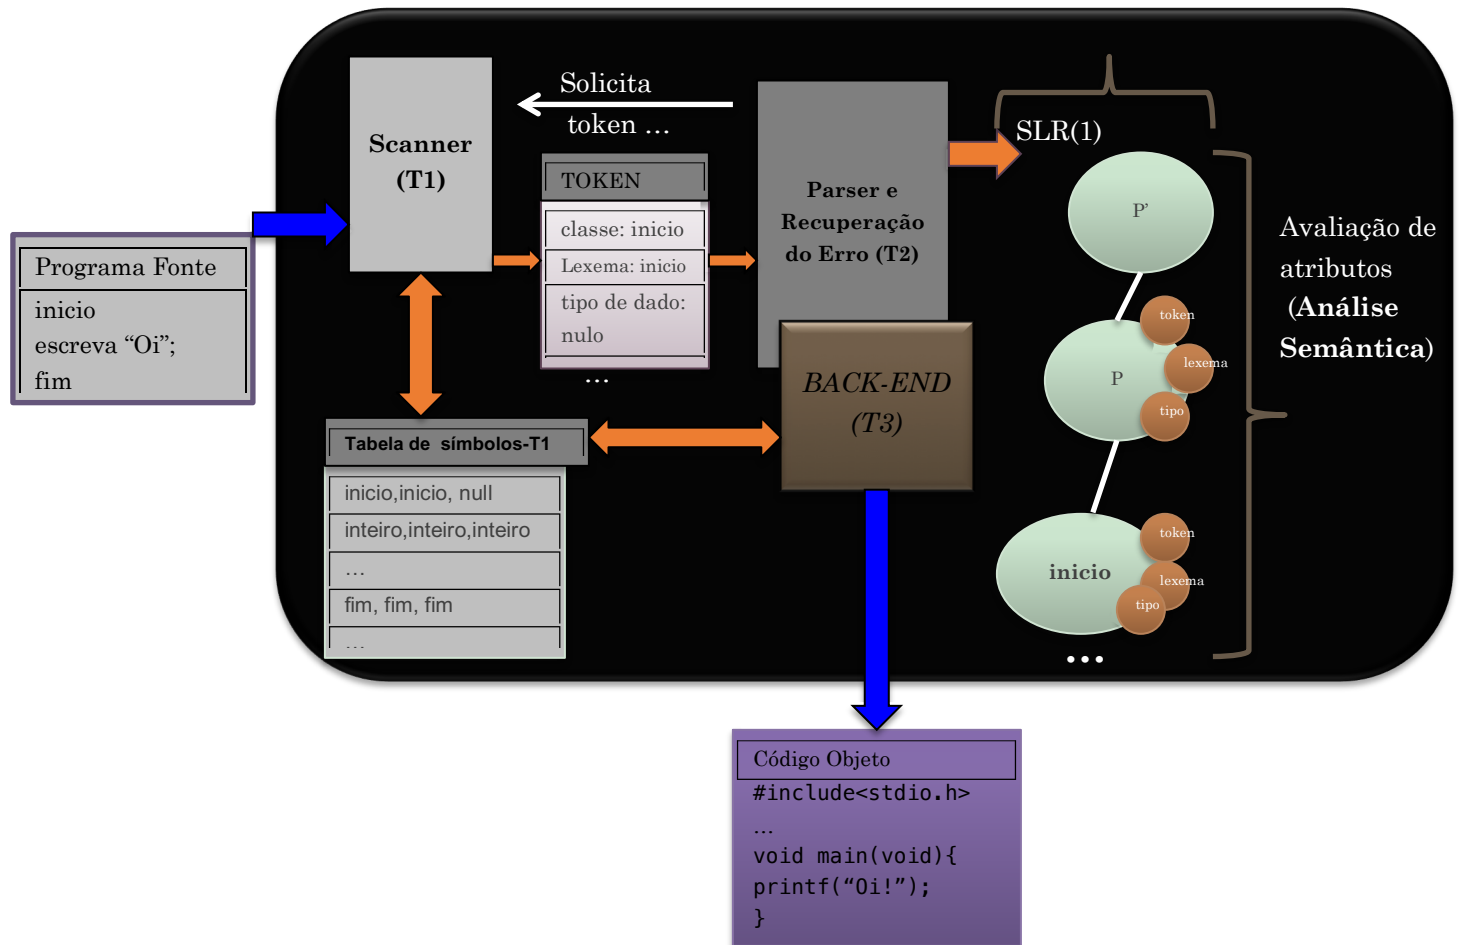 Programa Fonte
inicio
escreva “Oi”;
fim
Scanner
(T1)
Solicita
token …
TOKEN
classe: inicio
Lexema: inicio
tipo de dado:
nulo
…
Parser e
Recuperação
do Erro (T2)
BACK-END
(T3)
Tabela de símbolos-T1
inicio,inicio, null
inteiro,inteiro,inteiro
…
fim, fim, fim
…
SLR(1)
P’
P
token
lexema
tipo
inicio
token
lexema
tipo
…
Avaliação de
atributos
(Análise
Semântica)
Código Objeto
#include<stdio.h>
…
void main(void){
printf(“Oi!”);
}